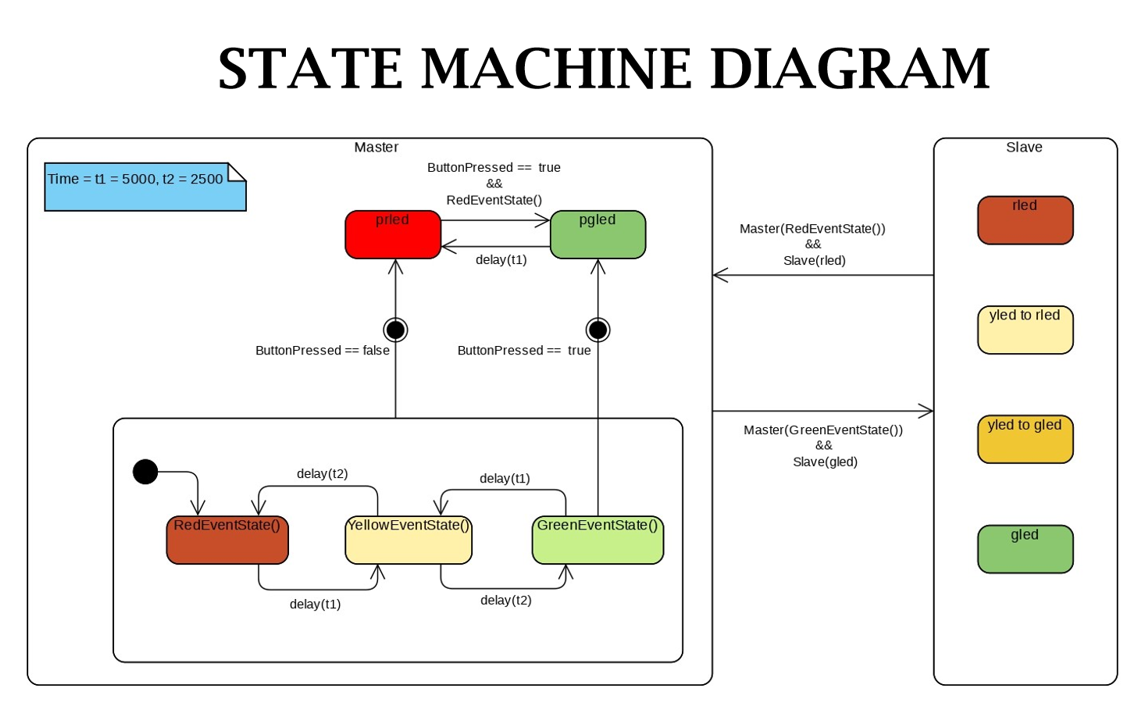 STATE MACHINE DIAGRAM
Master
Time = t1 = 5000, t2 = 2500
ButtonPressed == true
&&
RedEventState()
prled
pgled
delay(t1)
ButtonPressed == false
ButtonPressed == true
delay(t2)
delay(t1)
RedEventState()
YellowEventState()
GreenEventState()
delay(t1)
delay(t2)
Master(RedEventState())
&&
Slave(rled)
Master(GreenEventState())
&&
Slave(gled)
Slave
rled
yled to rled
yled to gled
gled